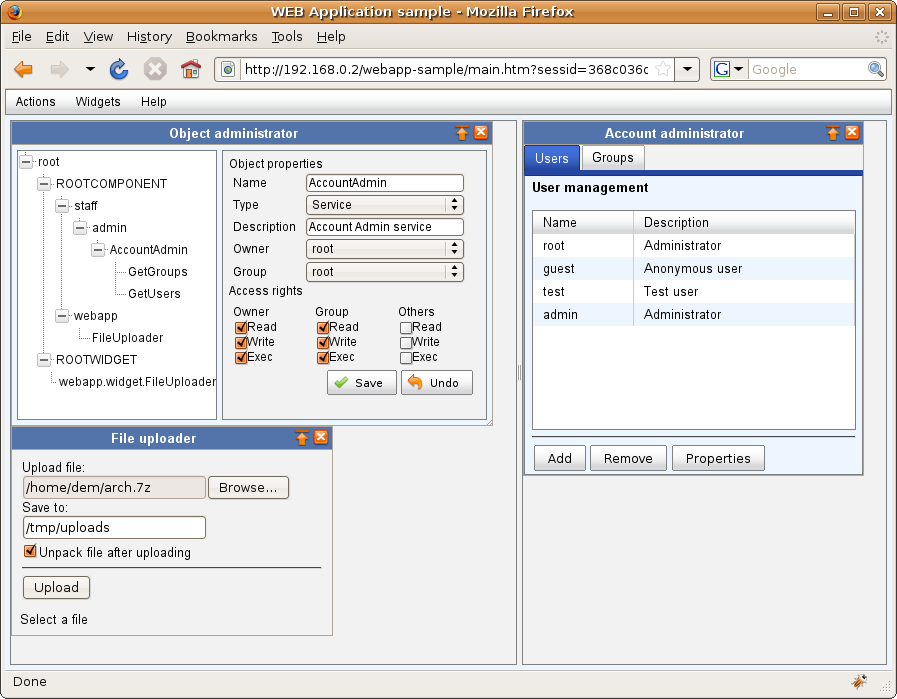 WEB Application sample - Mozilla Firefox
File Edit View History Bookmarks Tools Help
http://192.168.0.2/webapp-sample/main.htm?sessid=368c036c
G Google
Actions Widgets Help
Object administrator
root
ROOTCOMPONENT
staff
admin
AccountAdmin
GetGroups
GetUsers
webapp
FileUploader
ROOTWIDGET
webapp.widget.FileUploader
Object properties
Name AccountAdmin
Type Service
Description Account Admin service
Owner root
Group root
Access rights
Owner Group Others
Read Read Read
Write Write Write
Exec Exec Exec
Save Undo
File uploader
Upload file:
/home/dem/arch.7z Browse...
Save to:
/tmp/uploads
Unpack file after uploading
Upload
Select a file
Account administrator
Users Groups
User management
Name Description
root Administrator
guest Anonymous user
test Test user
admin Administrator
Add Remove Properties
Done